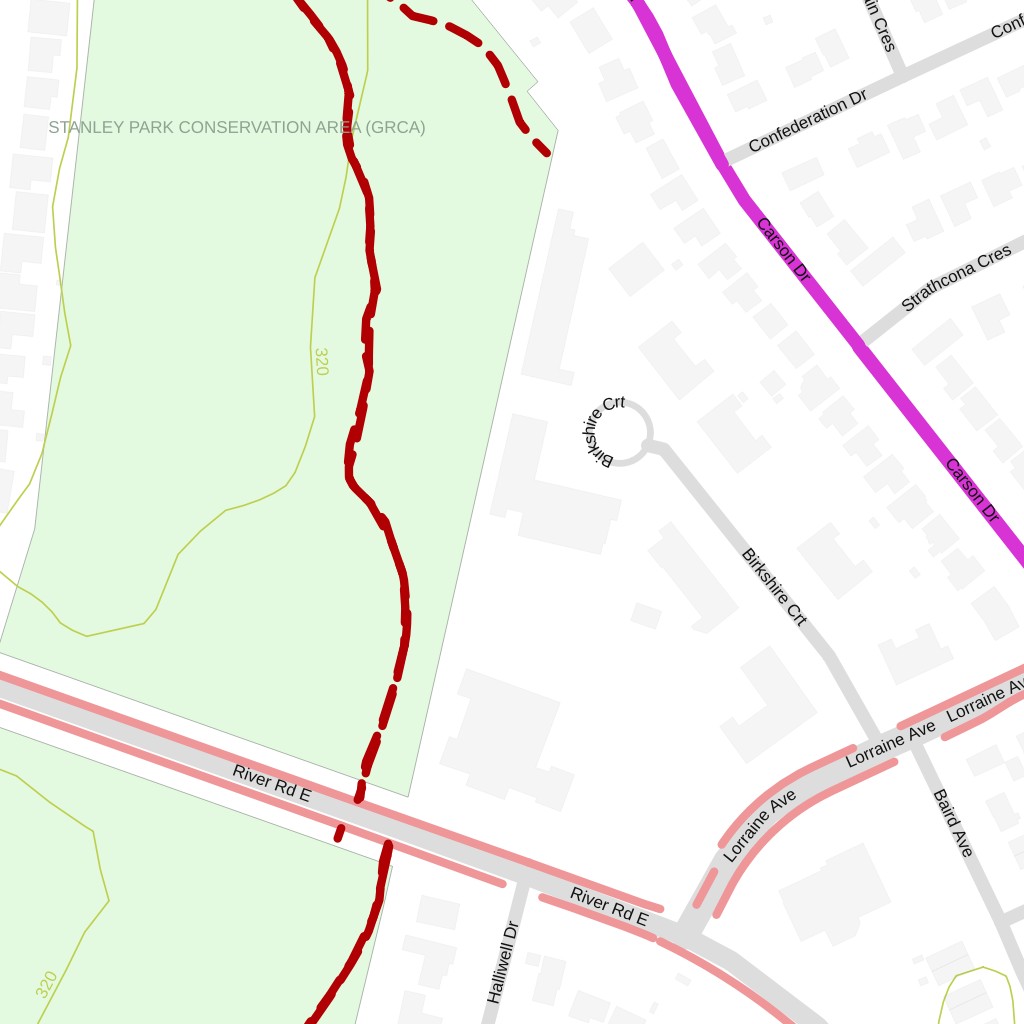 Confederation Dr
STANLEY PARK CONSERVATION AREA (GRCA)
Carson Dr
Strathcona Cres
320
Birkshire Crt
Carson Dr
Birkshire Crt
Lorraine Ave
Lorraine Ave
River Rd E
Lorraine Ave
Baird Ave
River Rd E
Halliwell Dr
320